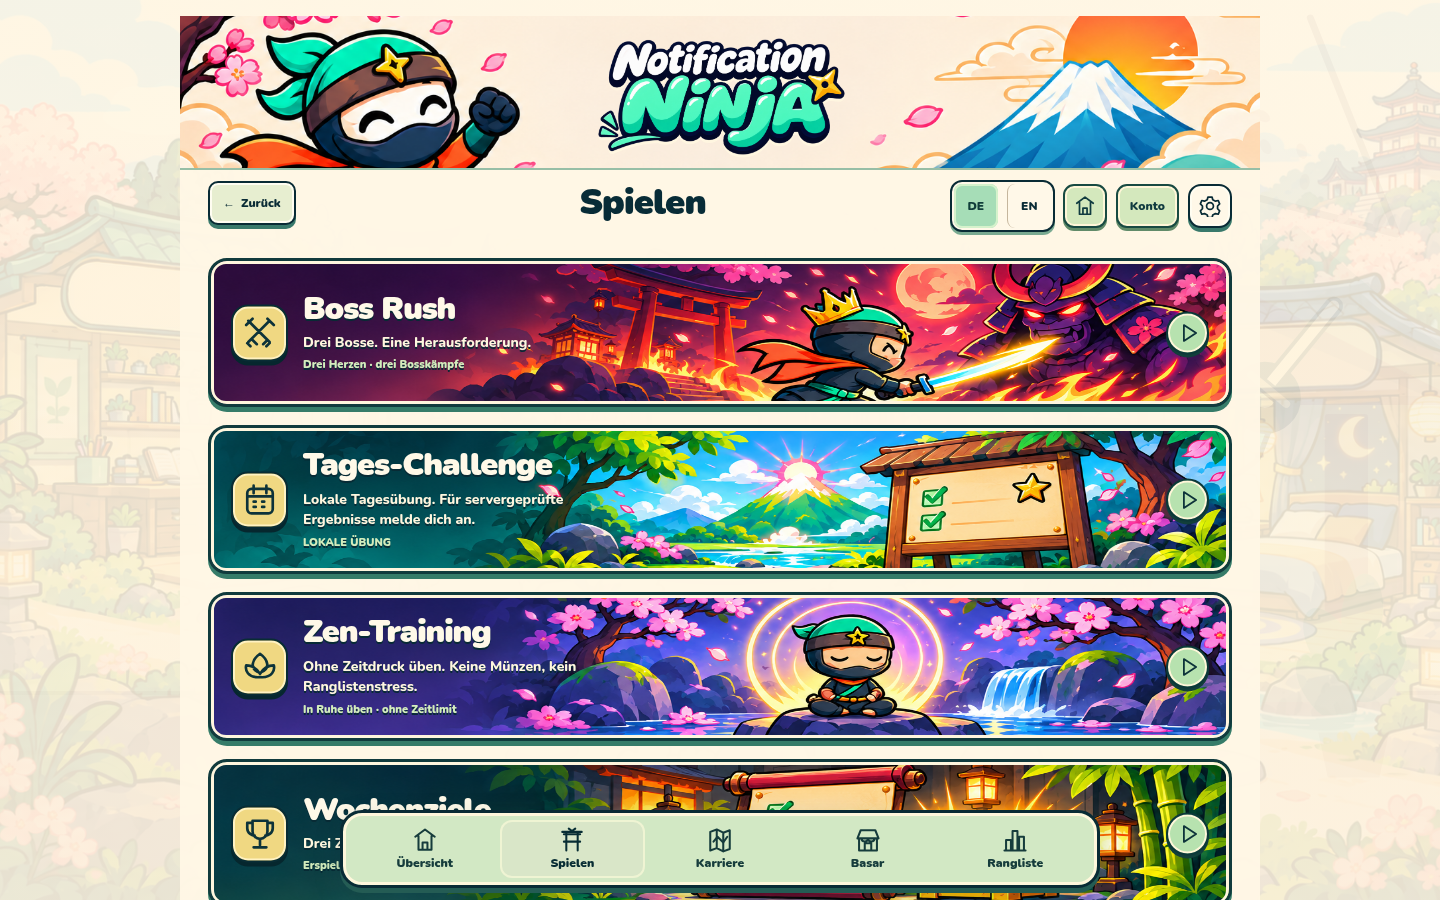 Notification
Ninja
← Zurück
Spielen
DE
EN
Konto
Boss Rush
Drei Bosse. Eine Herausforderung.
Drei Herzen · drei Bosskämpfe
Tages-Challenge
Lokale Tagesübung. Für servergeprüfte
Ergebnisse melde dich an.
LOKALE ÜBUNG
Zen-Training
Ohne Zeitdruck üben. Keine Münzen, kein
Ranglistenstress.
In Ruhe üben · ohne Zeitlimit
Wochenziele
Drei
Übersicht
Spielen
Karriere
Basar
Rangliste